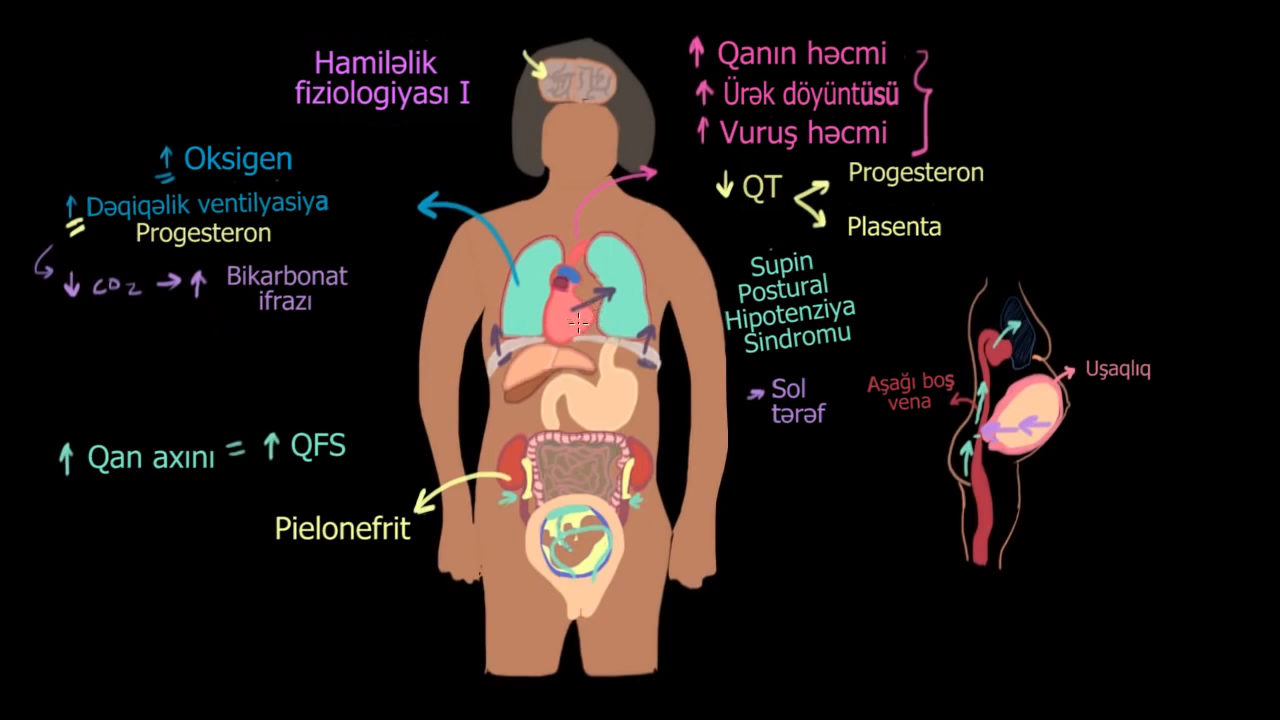 Hamiləlik
fiziologiyası I
↑ Oksigen
↑ Dəqiqəlik ventilyasiya
= Progesteron
↓ CO2 → ↑ Bikarbonat
ifrazı
↑ Qan axını = ↑ QFS
Pielonefrit
↑ Qanın həcmi
↑ Ürək döyüntüsü
↑ Vuruş həcmi
↓ QT
Progesteron
Plasenta
Supin
Postural
Hipotenziya
Sindromu
→ Sol
tərəf
Aşağı boş
vena
Uşaqlıq